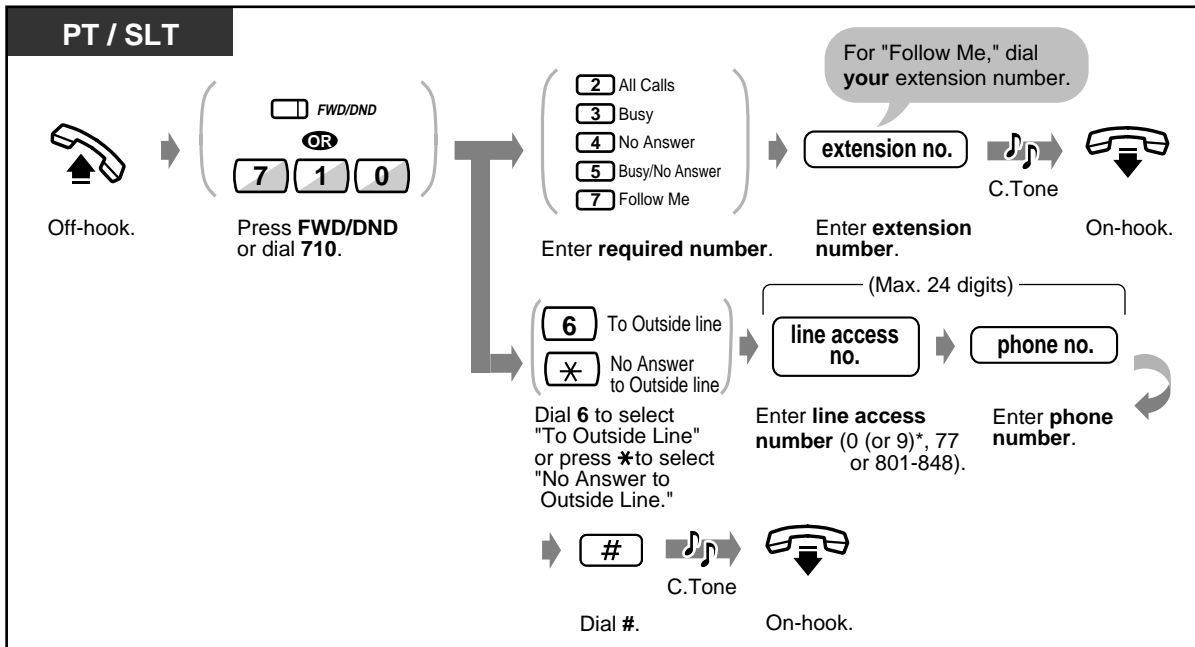 PT / SLT
For "Follow Me," dial
your extension number.
FWD/DND
OR
7 1 0
2 All Calls
3 Busy
4 No Answer
5 Busy/No Answer
7 Follow Me
extension no.
C.Tone
Off-hook.
Press FWD/DND
or dial 710.
Enter required number.
Enter extension
number.
On-hook.
(Max. 24 digits)
6 To Outside line
* No Answer
to Outside line
line access
no.
phone no.
Dial 6 to select
"To Outside Line"
or press * to select
"No Answer to
Outside Line."
Enter line access
number (0 (or 9)*, 77
or 801-848).
Enter phone
number.
#
C.Tone
Dial #.
On-hook.